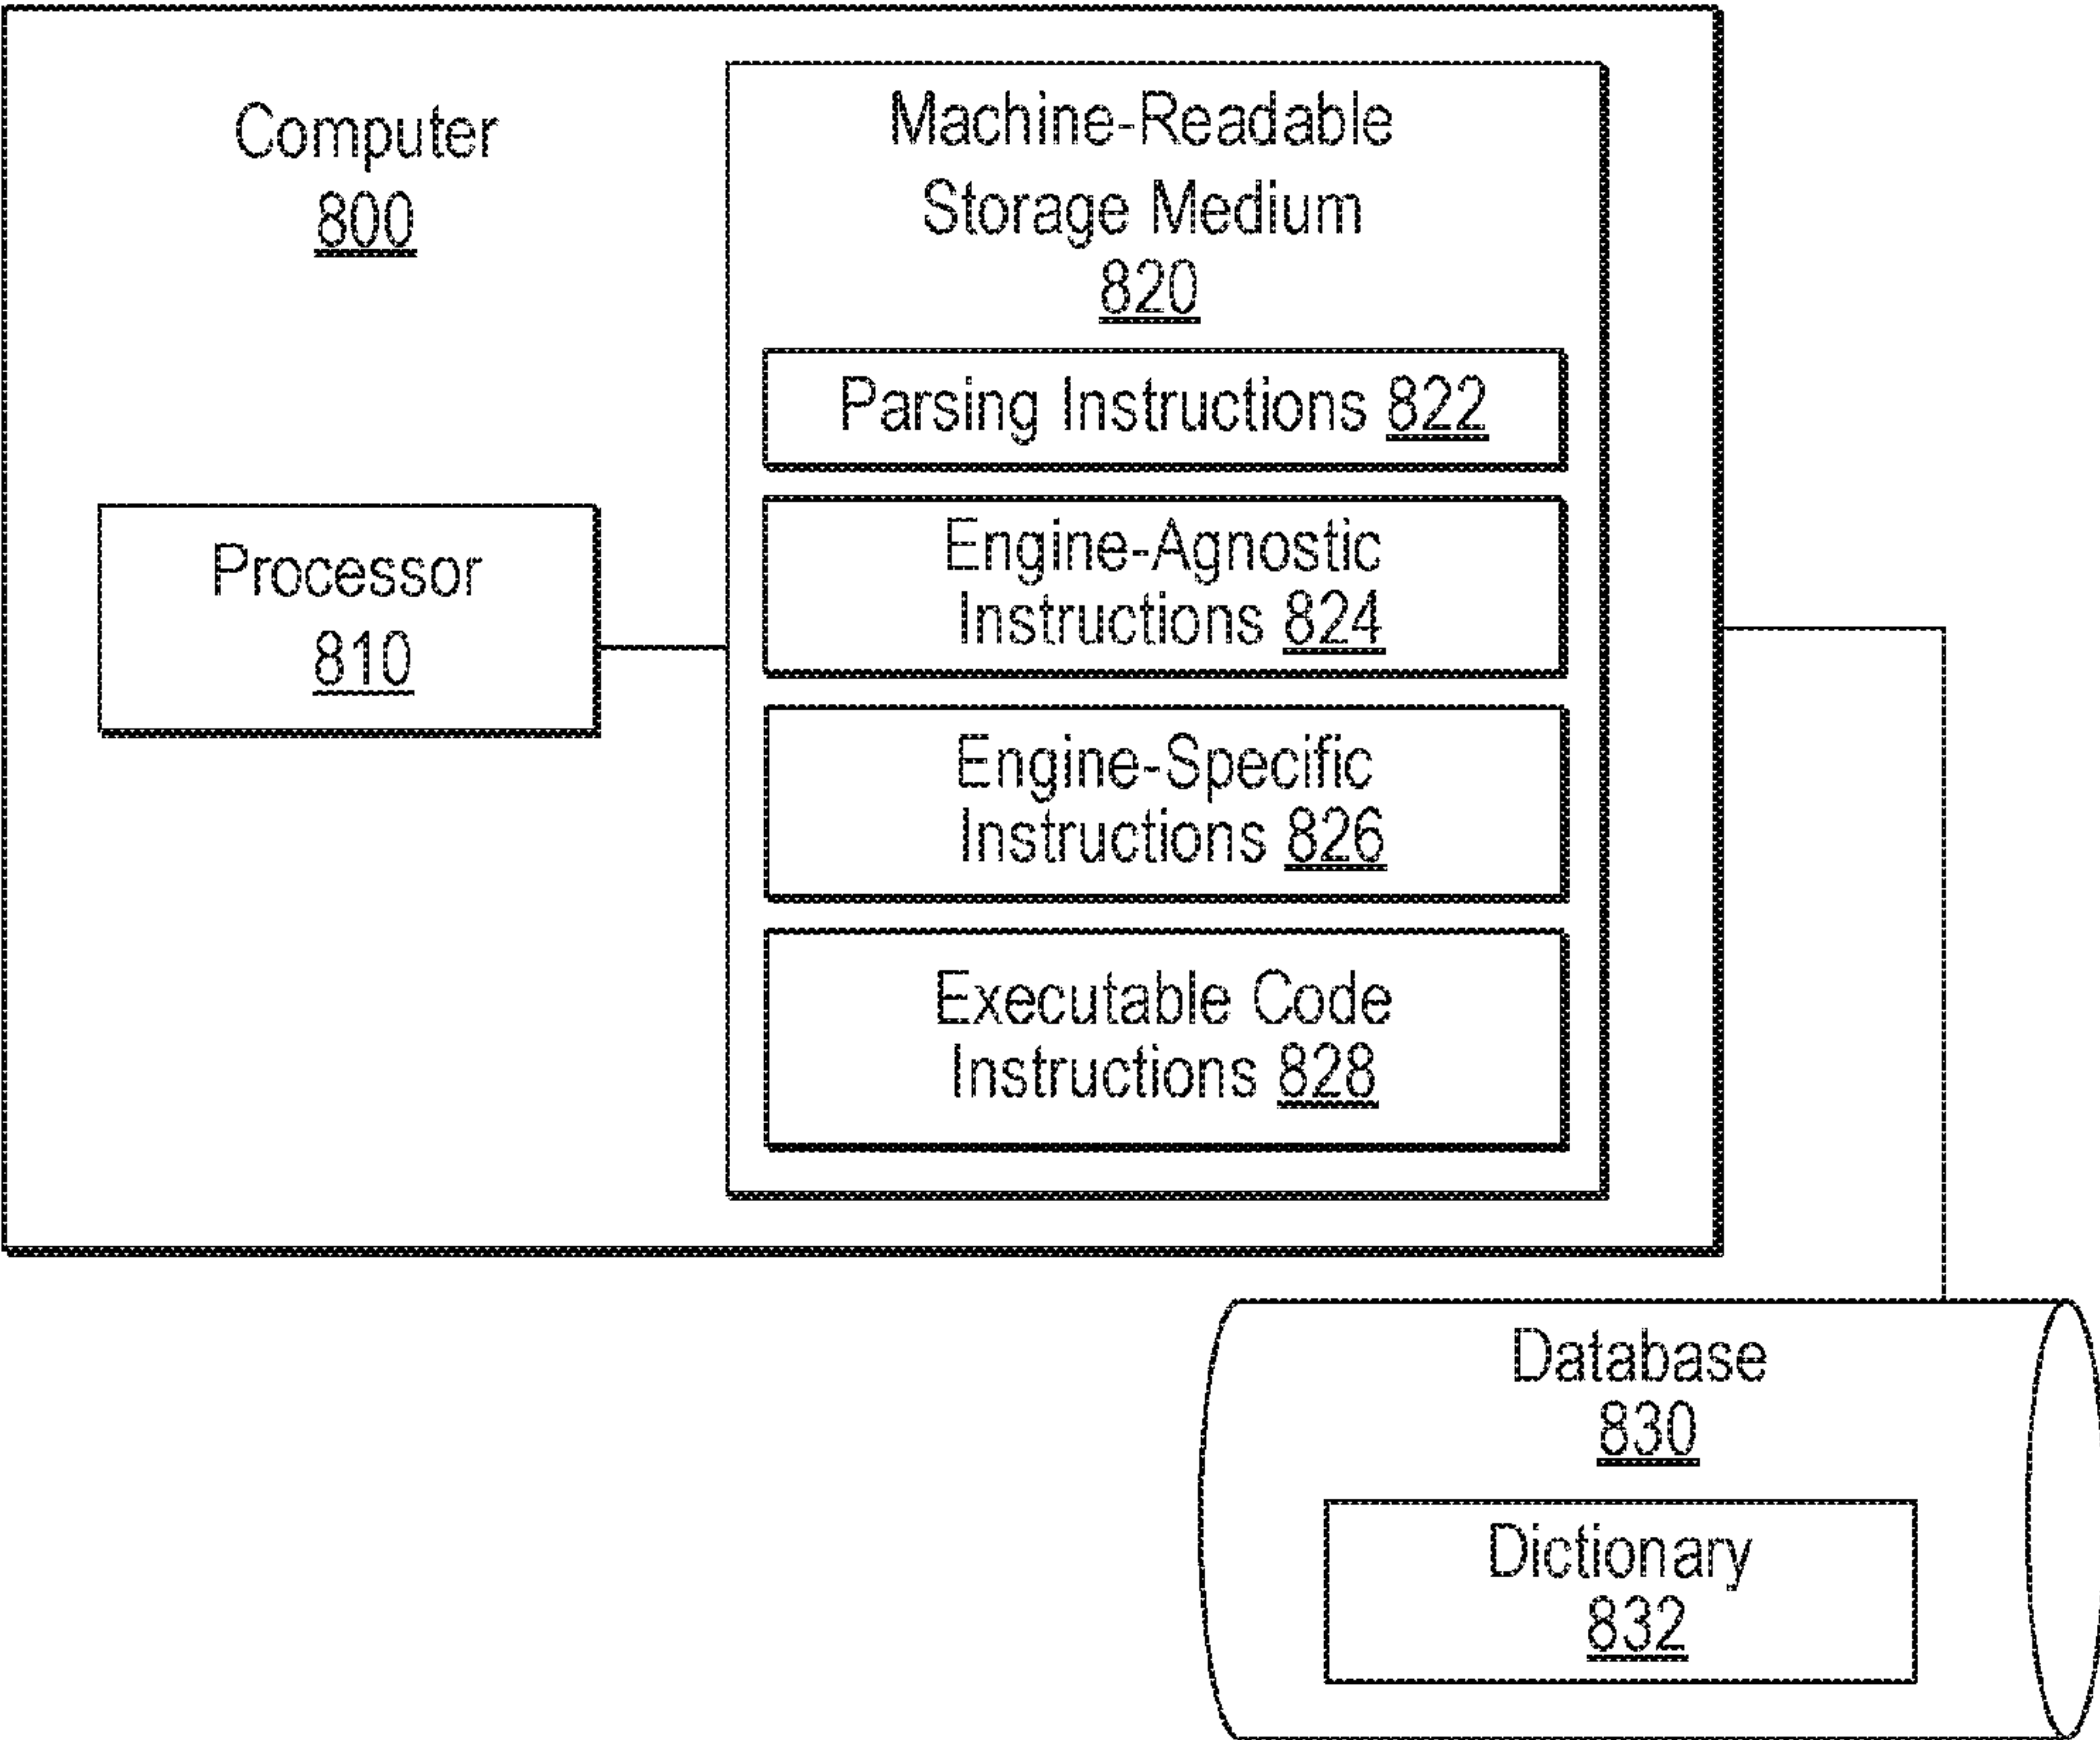 Computer
800
Machine-Readable
Storage Medium
820
Parsing Instructions 822
Processor
810
Engine-Agnostic
Instructions 824
Engine-Specific
Instructions 826
Executable Code
Instructions 828
Database
830
Dictionary
832